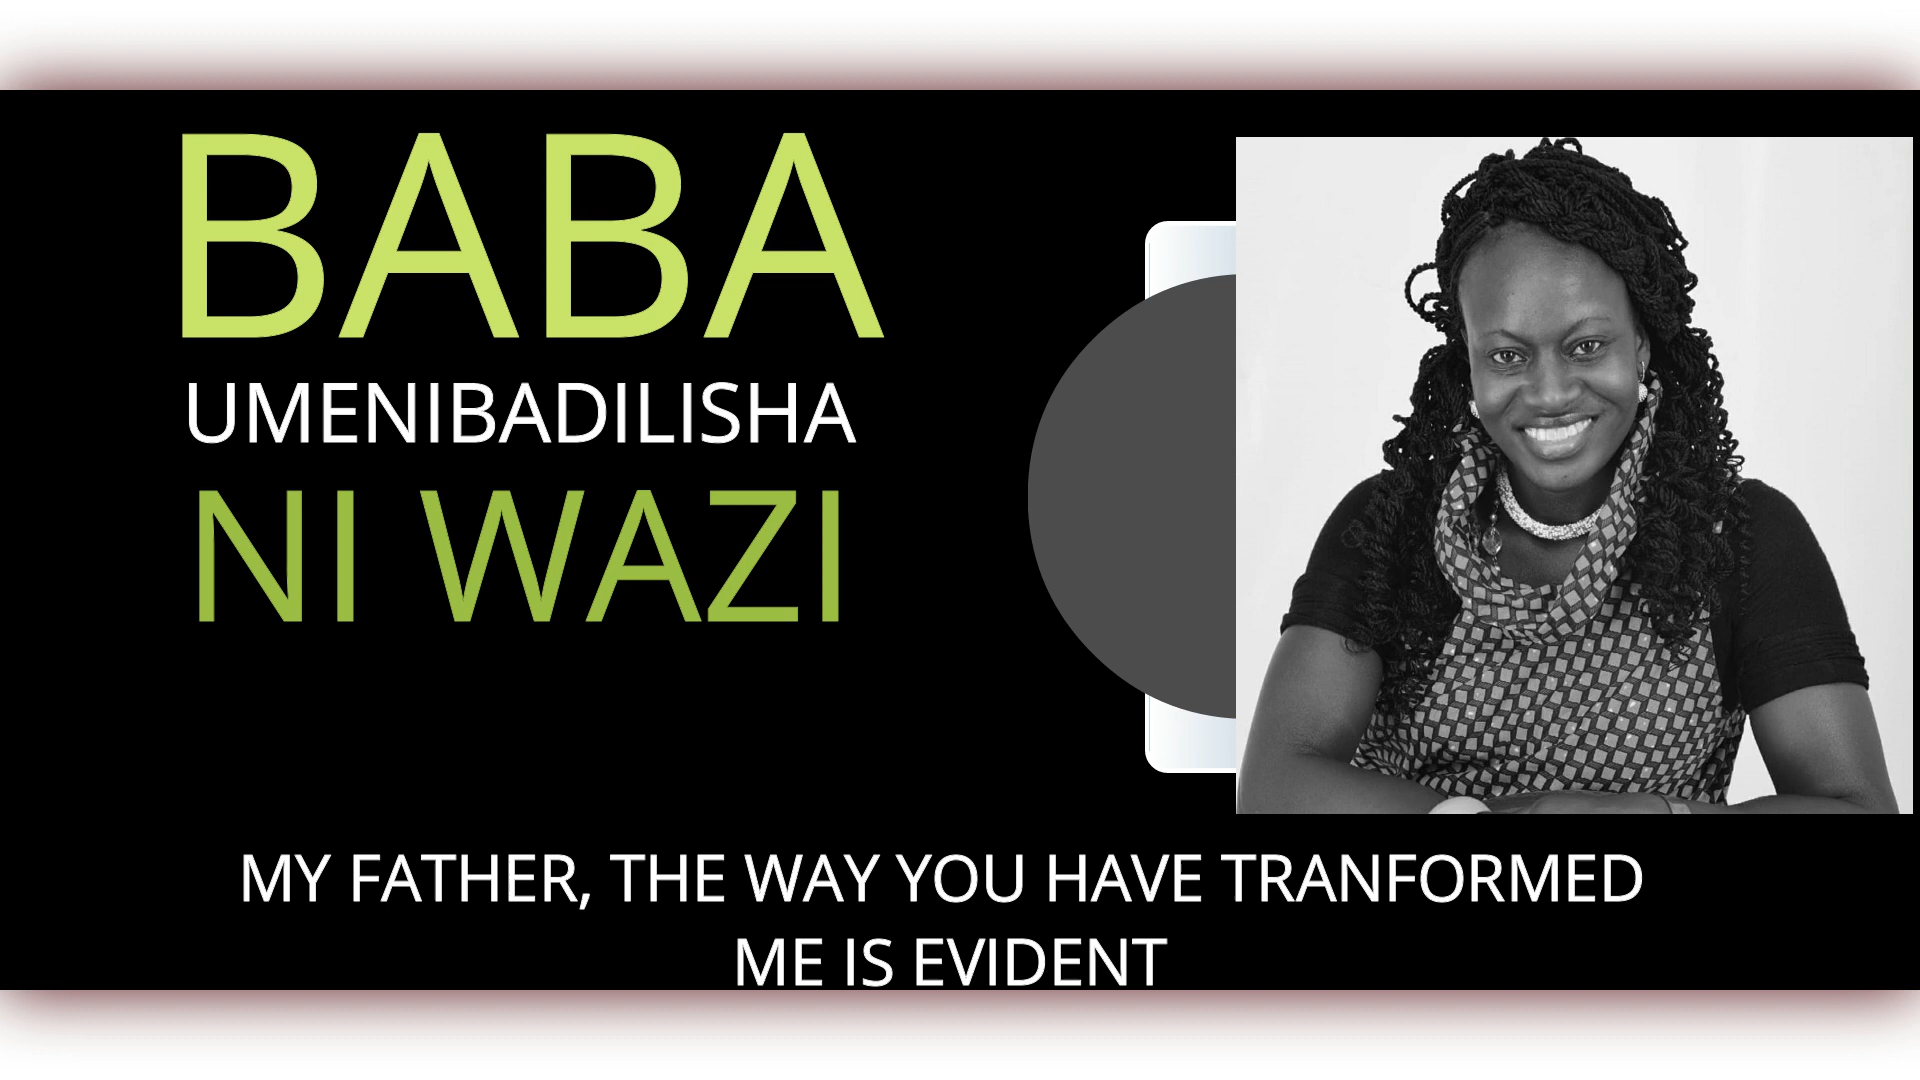 BABA
UMENIBADILISHA
NI WAZI
MY FATHER, THE WAY YOU HAVE TRANFORMED
ME IS EVIDENT